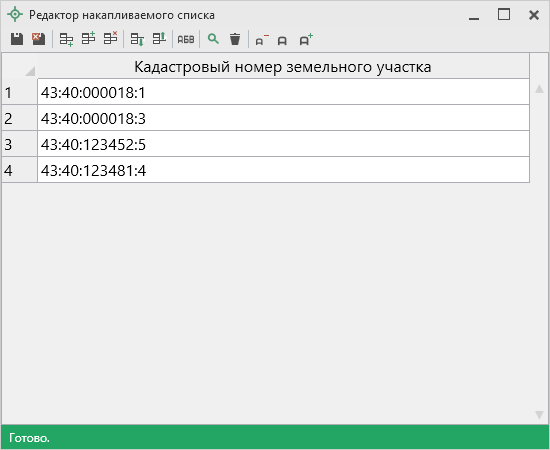 Редактор накапливаемого списка
АБВ
Кадастровый номер земельного участка
1 43:40:000018:1
2 43:40:000018:3
3 43:40:123452:5
4 43:40:123481:4
Готово.